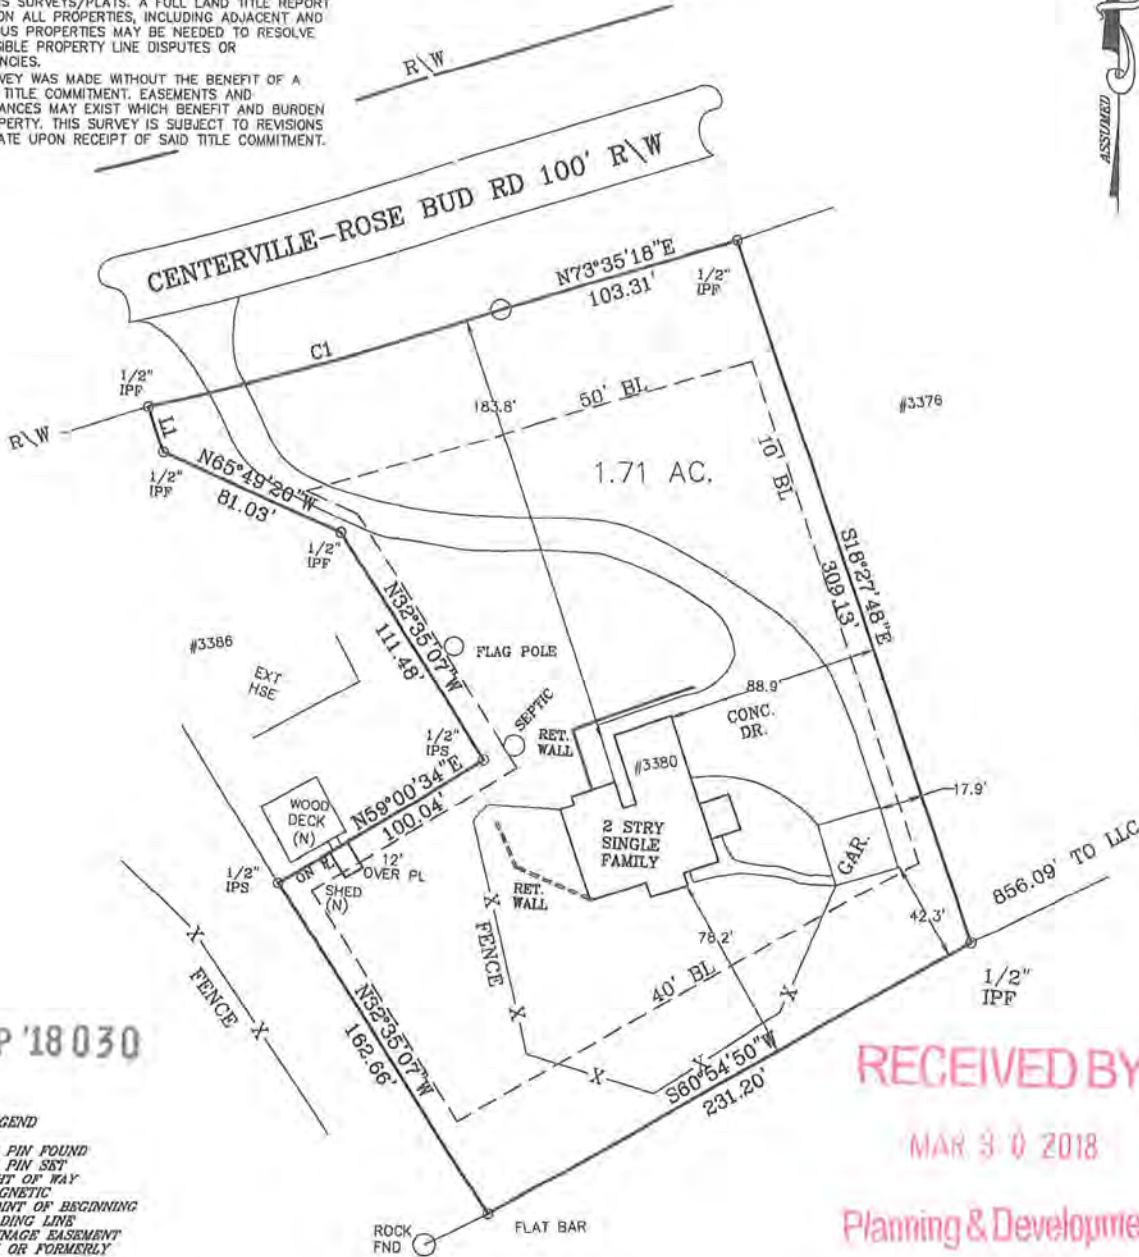 S SURVEYS/PLATS. A FULL LAND TITLE REPORT
ON ALL PROPERTIES, INCLUDING ADJACENT AND
US PROPERTIES MAY BE NEEDED TO RESOLVE
IBLE PROPERTY LINE DISPUTES OR
NCIES.
VEY WAS MADE WITHOUT THE BENEFIT OF A
TITLE COMMITMENT. EASEMENTS AND
ANCES MAY EXIST WHICH BENEFIT AND BURDEN
PERTY. THIS SURVEY IS SUBJECT TO REVISIONS
ATE UPON RECEIPT OF SAID TITLE COMMITMENT.
R\W
ASSUMED
CENTERVILLE-ROSE BUD RD 100' R\W
N73°35'18"E
103.31'
1/2"
IPF
C1
1/2"
IPF
R\W
L1
1/2"
IPF
N65°49'20"W
81.03'
1/2"
IPF
183.8'
50' BL
#3376
1.71 AC.
10' BL
S18°27'48"E
309.13'
N32°35'07"W
111.48'
#3386
EXT
HSE
FLAG POLE
SEPTIC
1/2"
IPS
RET.
WALL
88.9'
CONC.
DR.
#3380
17.9'
WOOD
DECK
(N)
N59°00'34"E
100.04'
2 STRY
SINGLE
FAMILY
GAR.
856.09' TO LLC
1/2"
IPS
ON PL
12'
OVER PL
SHED
(N)
RET.
WALL
X
FENCE
X
42.3'
78.2'
40' BL
1/2"
IPF
X
FENCE
X
X
X
X
N32°35'07"W
162.66'
S60°54'50"W
231.20'
P '18030
RECEIVED BY
MAR 30 2018
Planning & Developme
GEND
PIN FOUND
PIN SET
HT OF WAY
GNETIC
INT OF BEGINNING
DING LINE
NAGE EASEMENT
OR FORMERLY
ROCK
FND
FLAT BAR